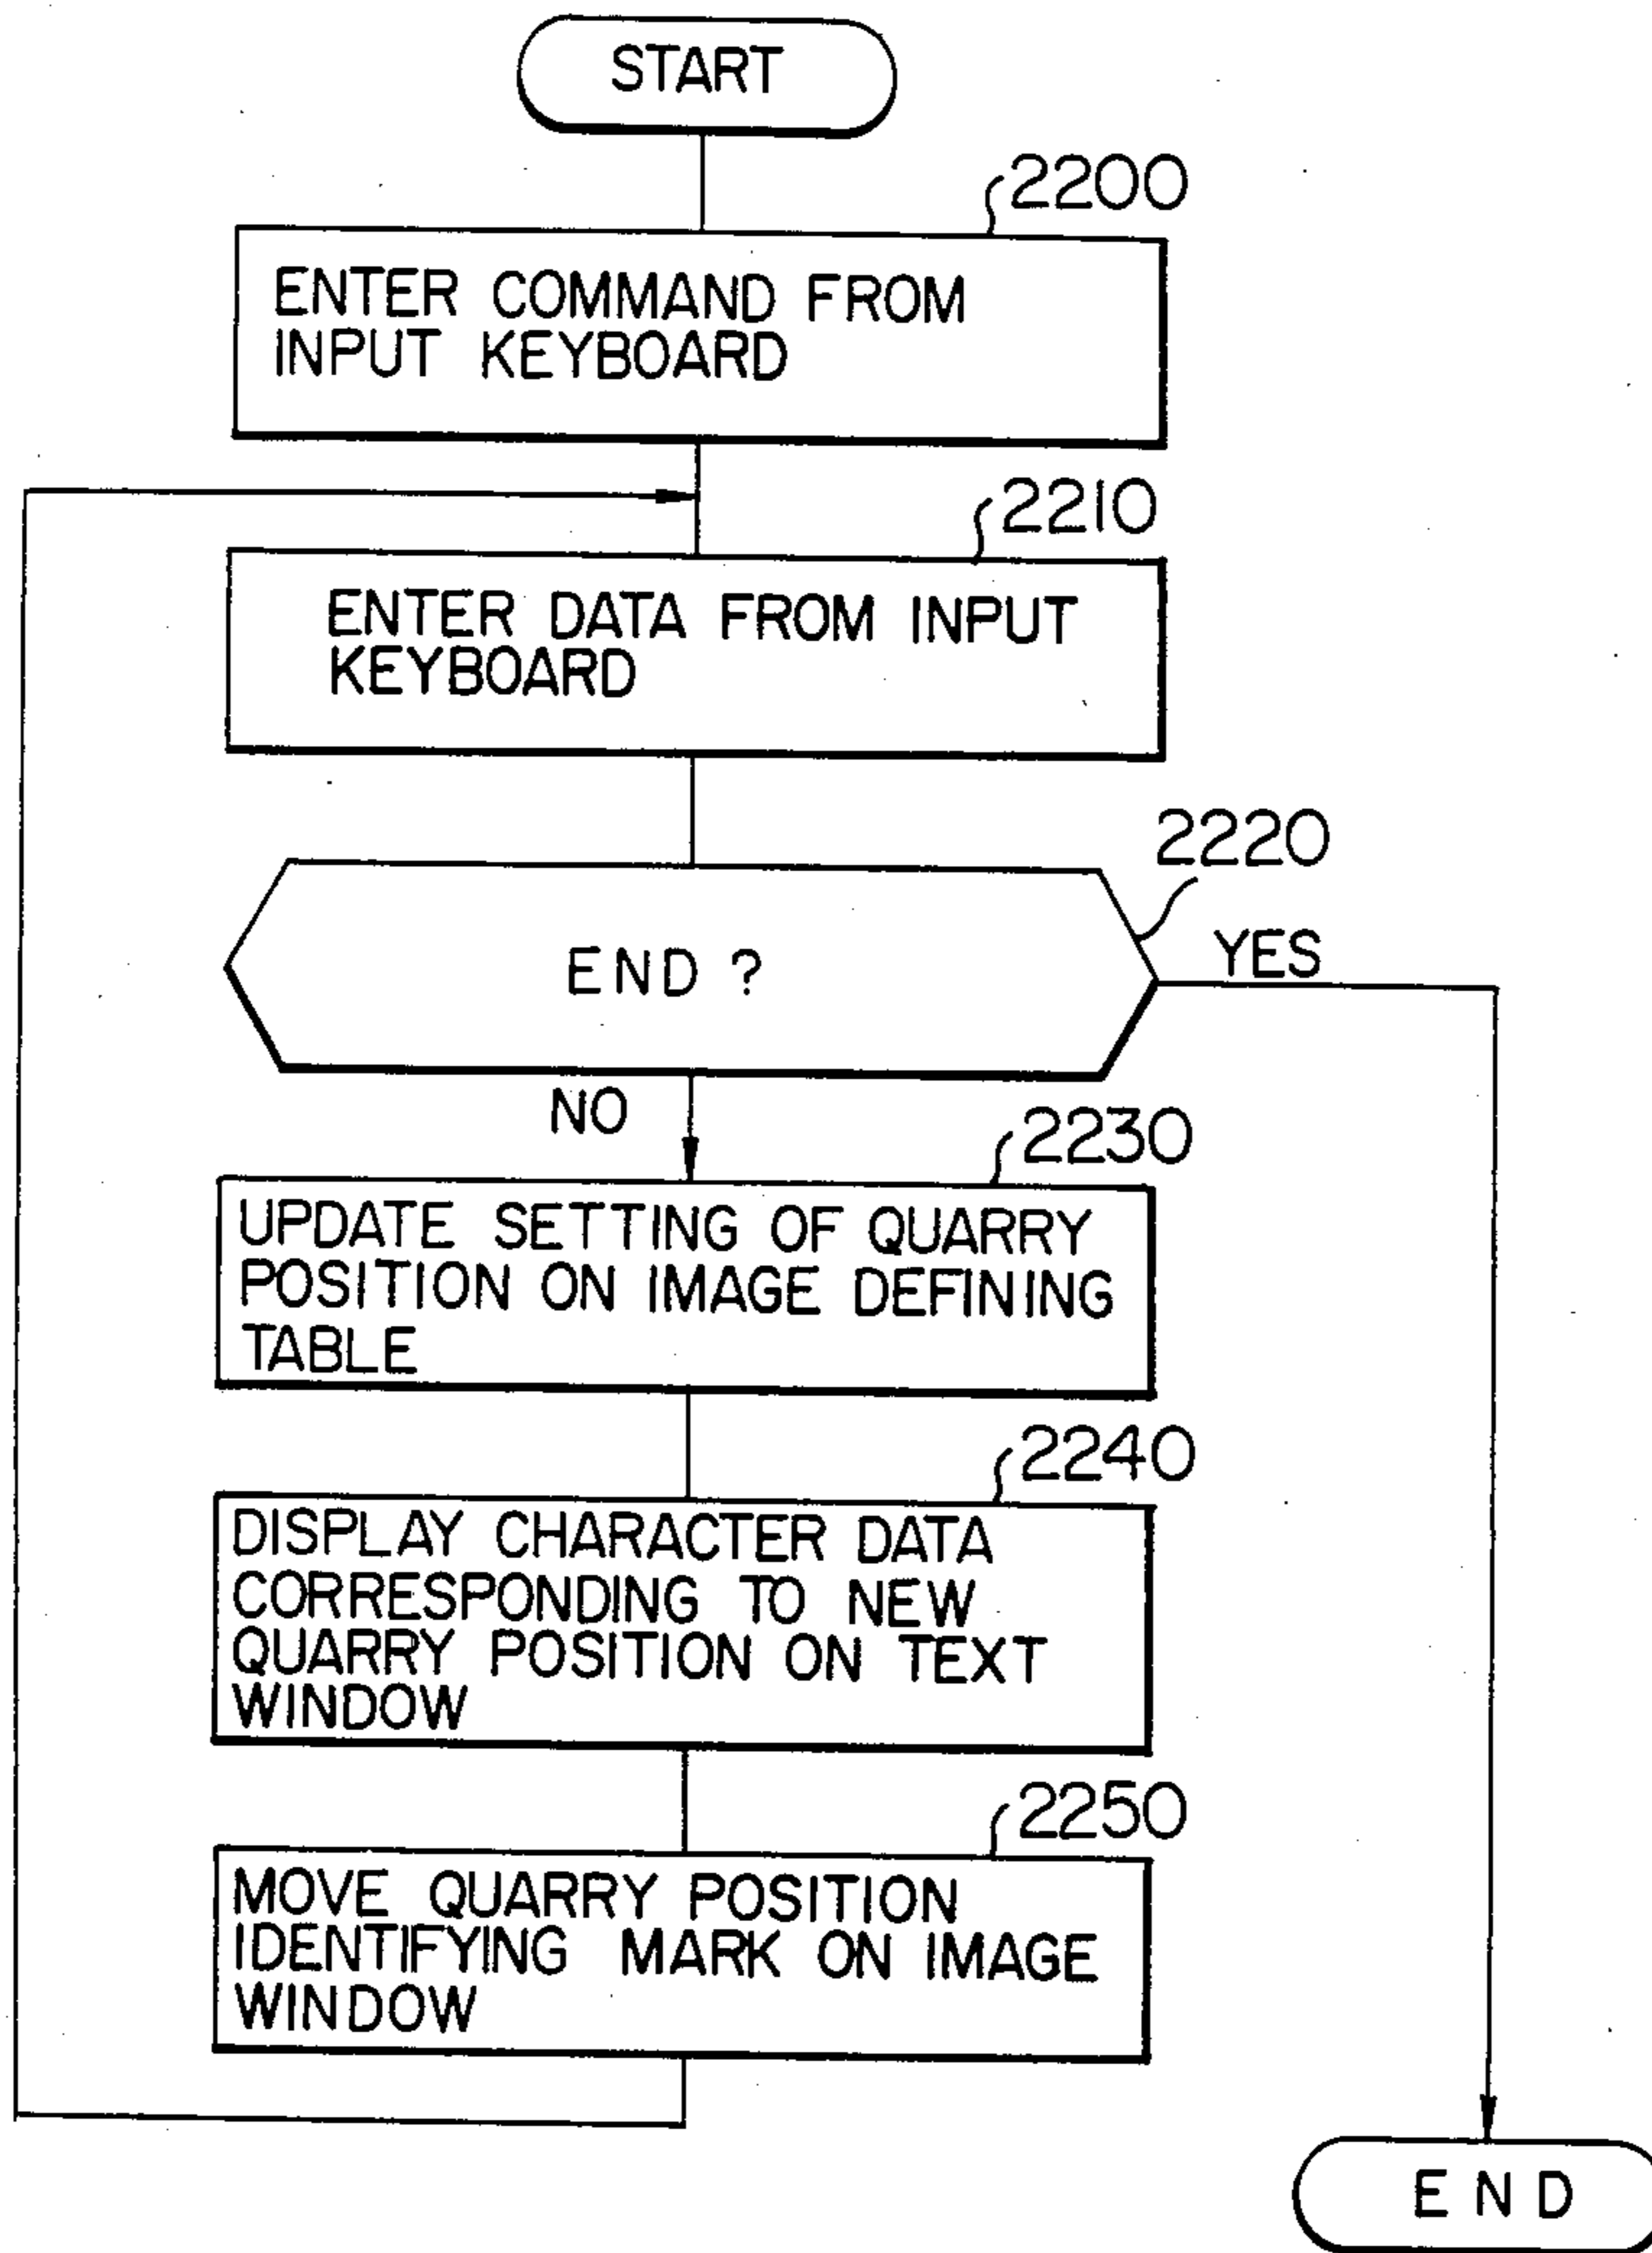 START
2200
ENTER COMMAND FROM
INPUT KEYBOARD
2210
ENTER DATA FROM INPUT
KEYBOARD
2220
END ?
YES
NO
2230
UPDATE SETTING OF QUARRY
POSITION ON IMAGE DEFINING
TABLE
2240
DISPLAY CHARACTER DATA
CORRESPONDING TO NEW
QUARRY POSITION ON TEXT
WINDOW
2250
MOVE QUARRY POSITION
IDENTIFYING MARK ON IMAGE
WINDOW
END